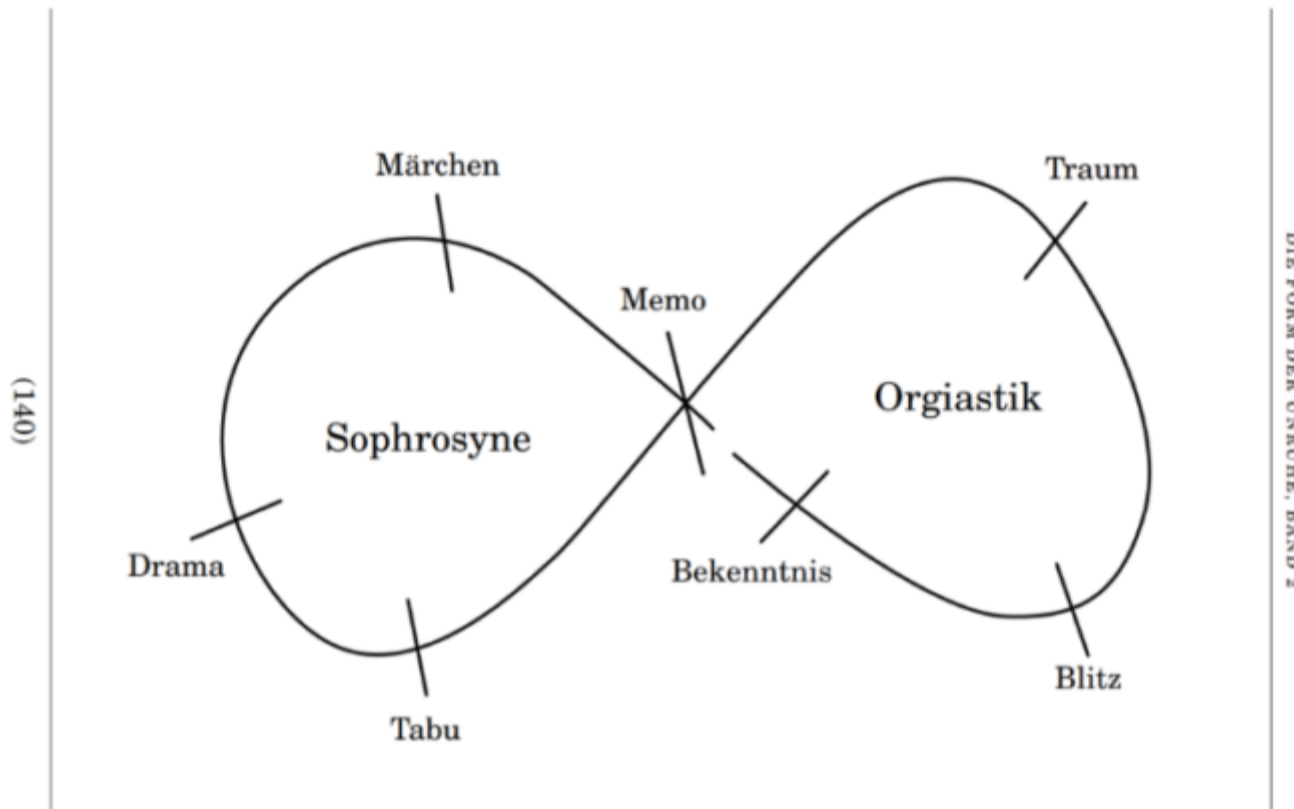 Märchen
Traum
Memo
Orgiastik
Sophrosyne
Drama
Bekenntnis
Tabu
Blitz
(140)
DIE FORM DER UNRUHE, BAND 2